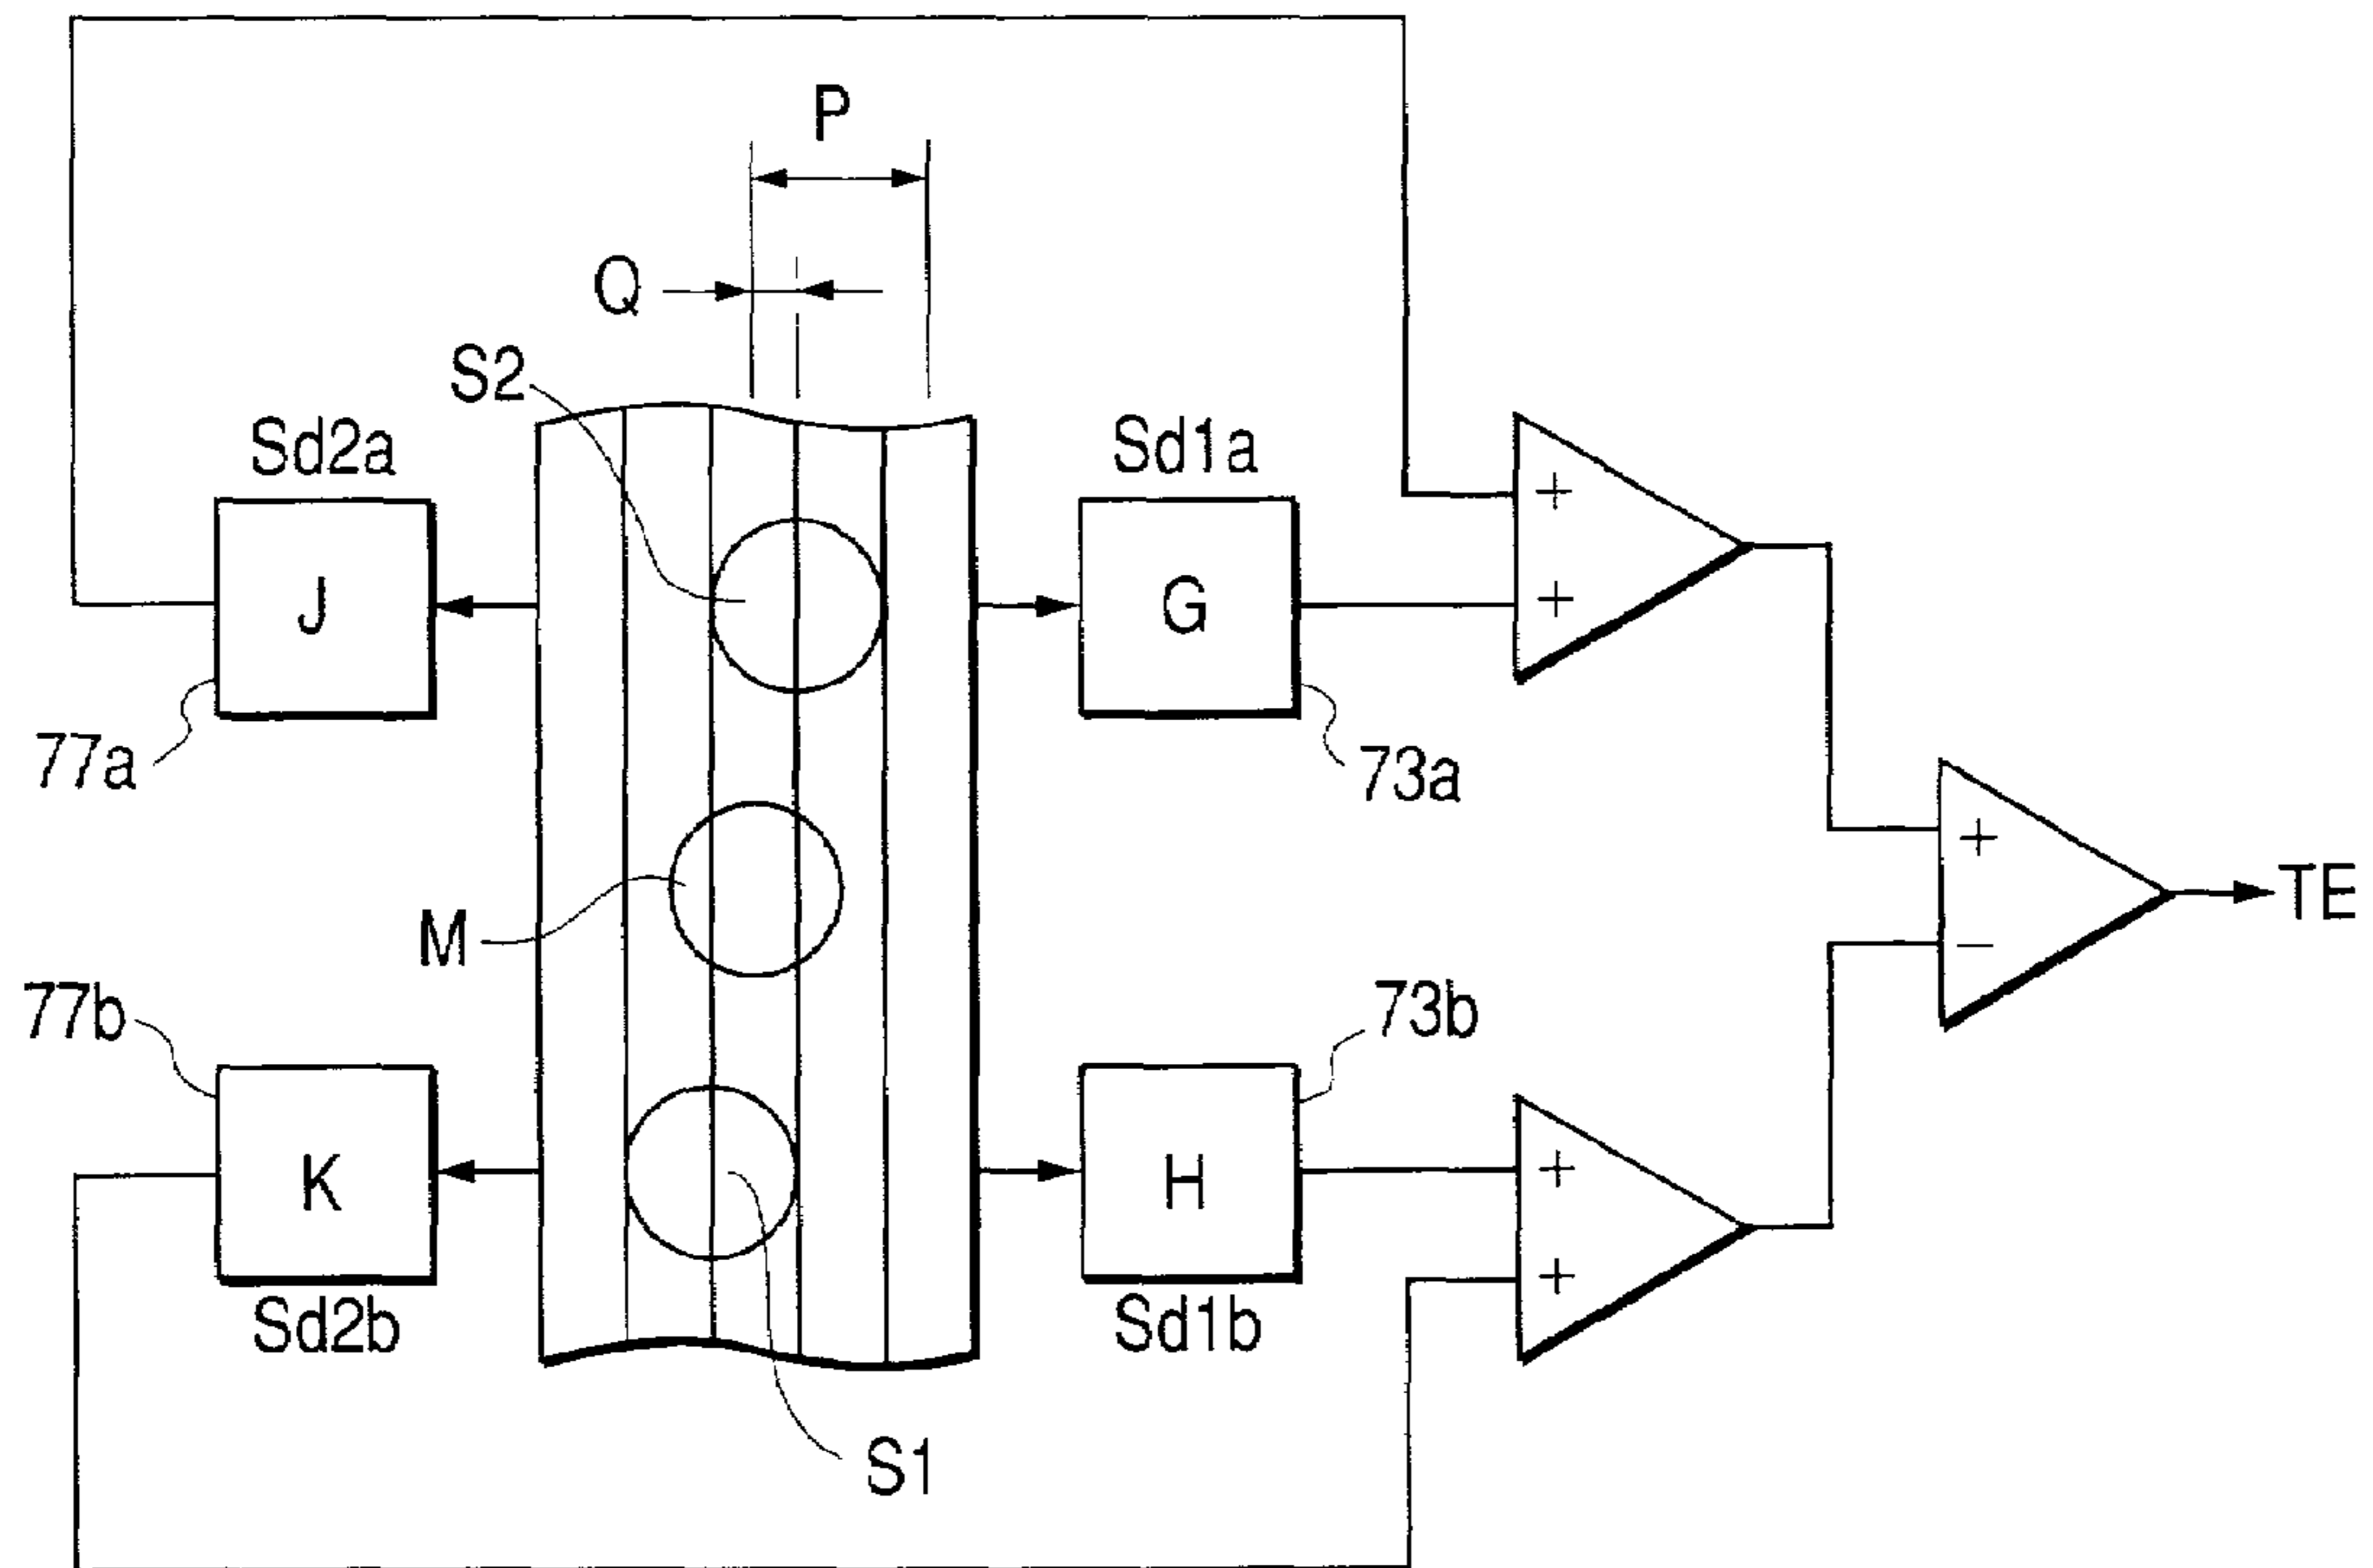 P
Q
S2
Sd2a
Sd1a
+
J
G
+
77a
73a
+
TE
M
−
77b
73b
K
H
+
+
Sd2b
Sd1b
S1